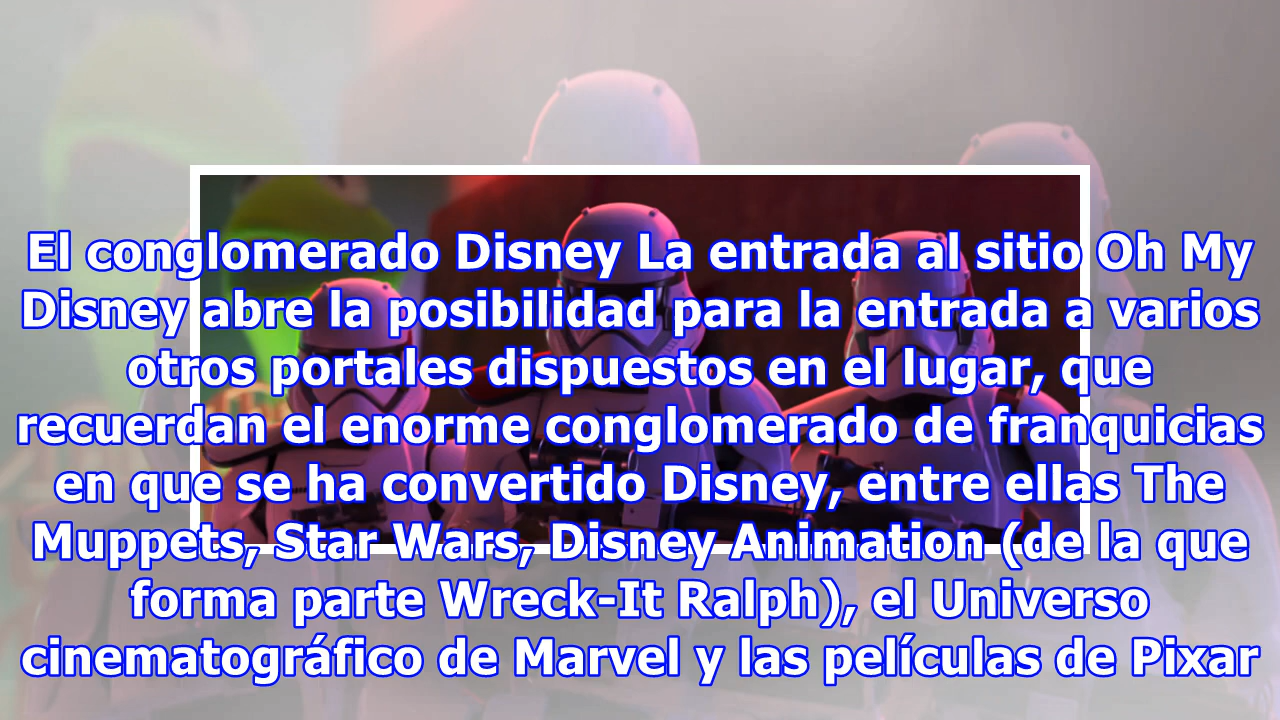 El conglomerado Disney La entrada al sitio Oh My
Disney abre la posibilidad para la entrada a varios
otros portales dispuestos en el lugar, que
recuerdan el enorme conglomerado de franquicias
en que se ha convertido Disney, entre ellas The
Muppets, Star Wars, Disney Animation (de la que
forma parte Wreck-It Ralph), el Universo
cinematográfico de Marvel y las películas de Pixar